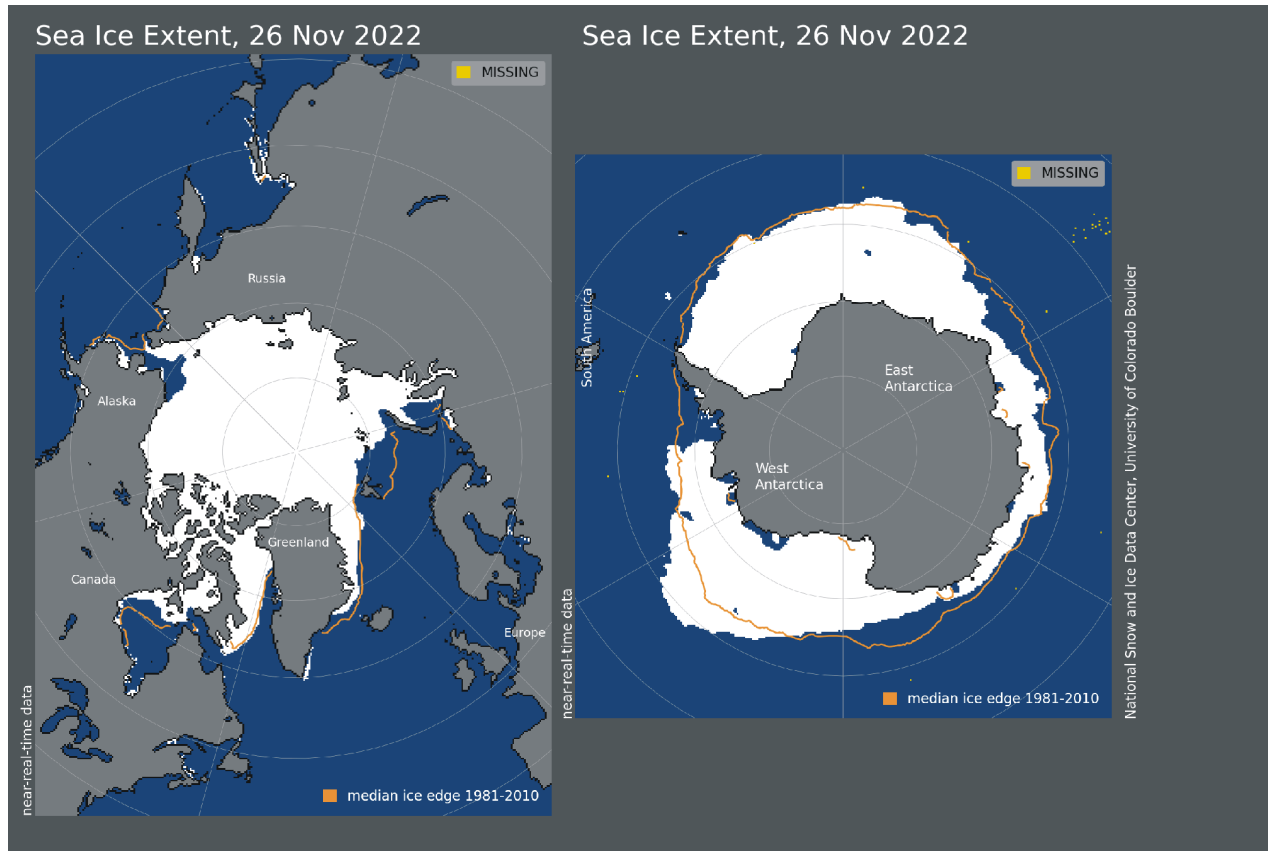 Sea Ice Extent, 26 Nov 2022
MISSING
Russia
Alaska
Greenland
Canada
Europe
near-real-time data
median ice edge 1981-2010
Sea Ice Extent, 26 Nov 2022
MISSING
South America
East
Antarctica
West
Antarctica
near-real-time data
median ice edge 1981-2010
National Snow and Ice Data Center, University of Colorado Boulder